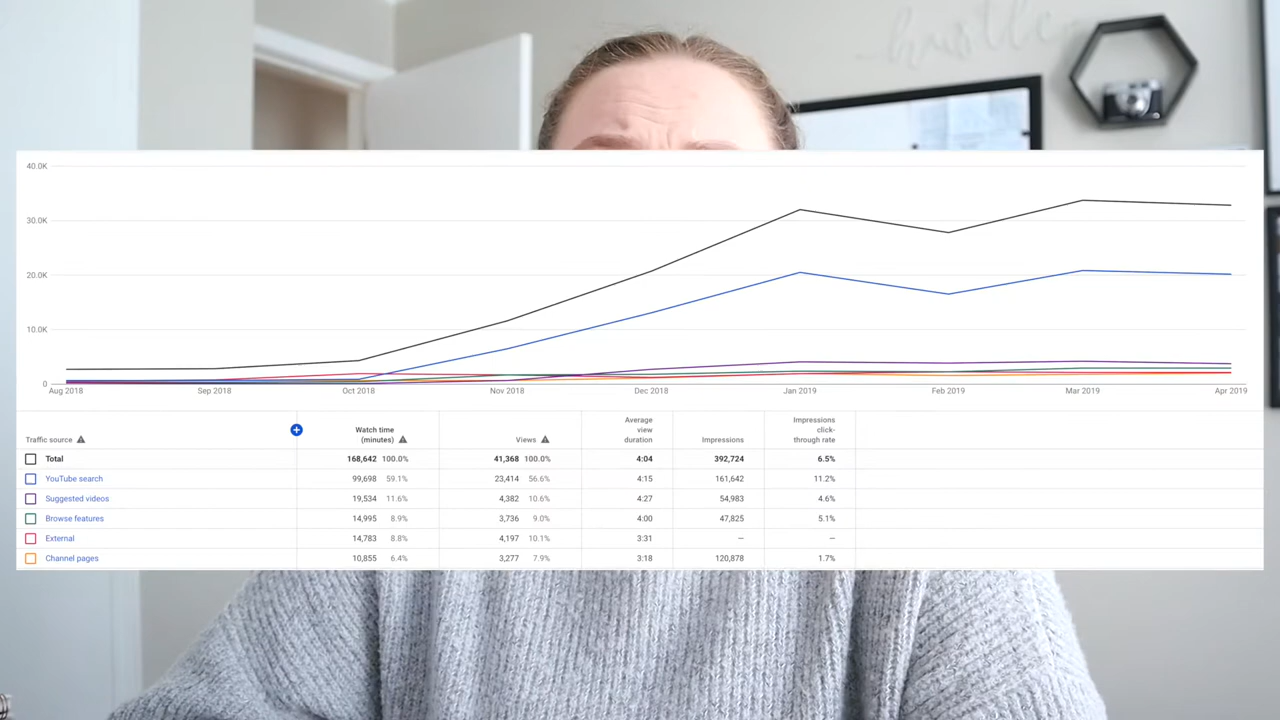 hustle
40.0K
30.0K
20.0K
10.0K
0
Aug 2018 Sep 2018 Oct 2018 Nov 2018 Dec 2018 Jan 2019 Feb 2019 Mar 2019 Apr 2019
Traffic source Watch time (minutes) Views Average view duration Impressions Impressions click-through rate
Total 168,642 100.0% 41,368 100.0% 4:04 392,724 6.5%
YouTube search 99,698 59.1% 23,414 56.6% 4:15 161,642 11.2%
Suggested videos 19,534 11.6% 4,382 10.6% 4:27 54,983 4.6%
Browse features 14,995 8.9% 3,736 9.0% 4:00 47,825 5.1%
External 14,783 8.8% 4,197 10.1% 3:31 — —
Channel pages 10,855 6.4% 3,277 7.9% 3:18 120,878 1.7%